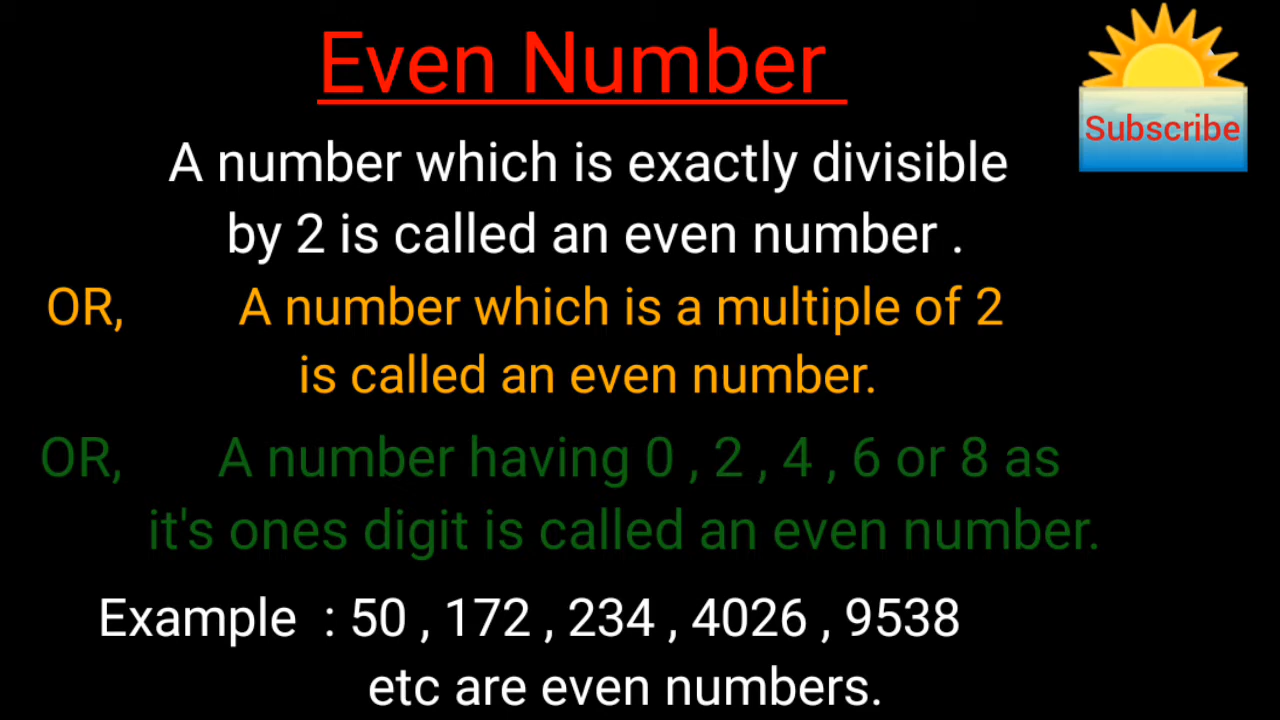 Even Number
Subscribe
A number which is exactly divisible
by 2 is called an even number .
OR, A number which is a multiple of 2
is called an even number.
OR, A number having 0 , 2 , 4 , 6 or 8 as
it's ones digit is called an even number.
Example : 50 , 172 , 234 , 4026 , 9538
etc are even numbers.